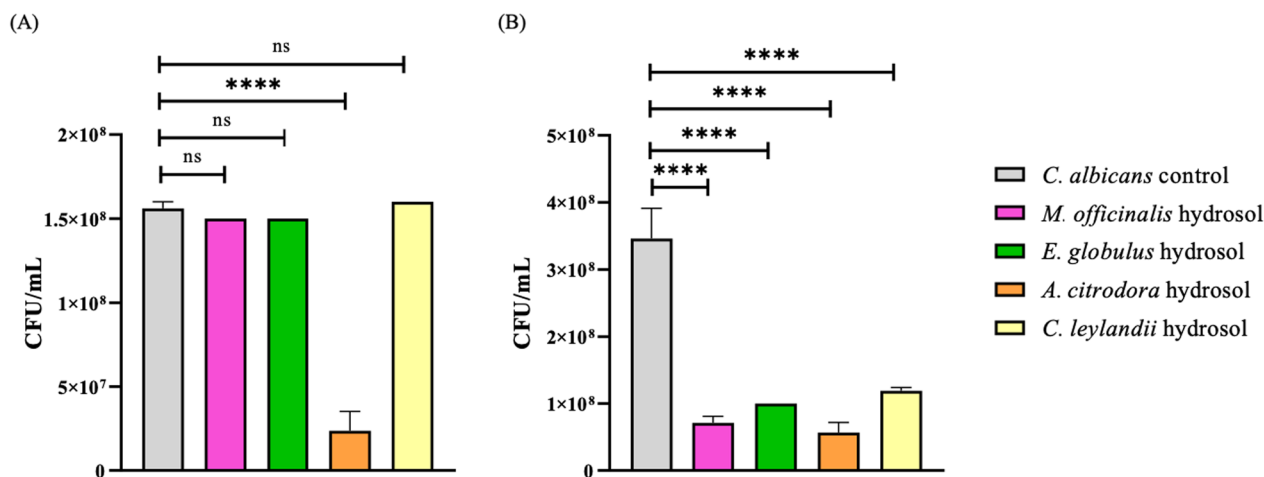 (A)
ns
****
ns
ns
2×10⁸
1.5×10⁸
1×10⁸
5×10⁷
0
CFU/mL
(B)
****
****
****
****
5×10⁸
4×10⁸
3×10⁸
2×10⁸
1×10⁸
0
CFU/mL
C. albicans control
M. officinalis hydrosol
E. globulus hydrosol
A. citrodora hydrosol
C. leylandii hydrosol